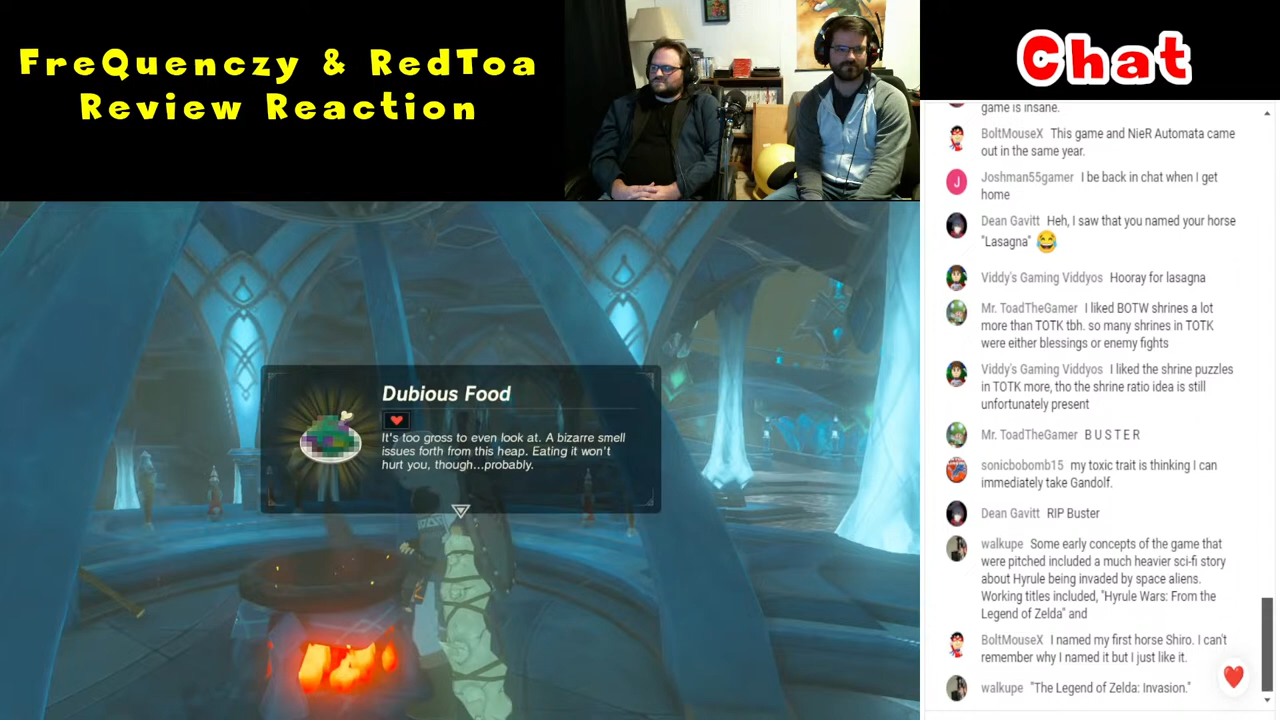 FreQuenczy & RedToa
Review Reaction
Chat
Dubious Food
It's too gross to even look at. A bizarre smell
issues forth from this heap. Eating it won't
hurt you, though...probably.
game is insane.
BoltMouseX This game and NieR Automata came
out in the same year.
J
Joshman55gamer I be back in chat when I get
home
Dean Gavitt Heh, I saw that you named your horse
"Lasagna" 😂
Viddy's Gaming Viddyos Hooray for lasagna
Mr. ToadTheGamer I liked BOTW shrines a lot
more than TOTK tbh. so many shrines in TOTK
were either blessings or enemy fights
Viddy's Gaming Viddyos I liked the shrine puzzles
in TOTK more, tho the shrine ratio idea is still
unfortunately present
Mr. ToadTheGamer B U S T E R
sonicbobomb15 my toxic trait is thinking I can
immediately take Gandolf.
Dean Gavitt RIP Buster
walkupe Some early concepts of the game that
were pitched included a much heavier sci-fi story
about Hyrule being invaded by space aliens.
Working titles included, "Hyrule Wars: From the
Legend of Zelda" and
BoltMouseX I named my first horse Shiro. I can't
remember why I named it but I just like it.
walkupe "The Legend of Zelda: Invasion."